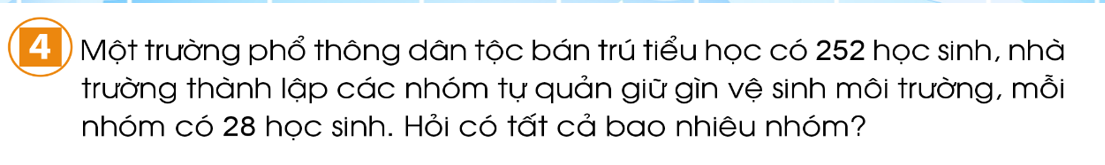 4 Một trường phổ thông dân tộc bán trú tiểu học có 252 học sinh, nhà
trường thành lập các nhóm tự quản giữ gìn vệ sinh môi trường, mỗi
nhóm có 28 học sinh. Hỏi có tất cả bao nhiêu nhóm?